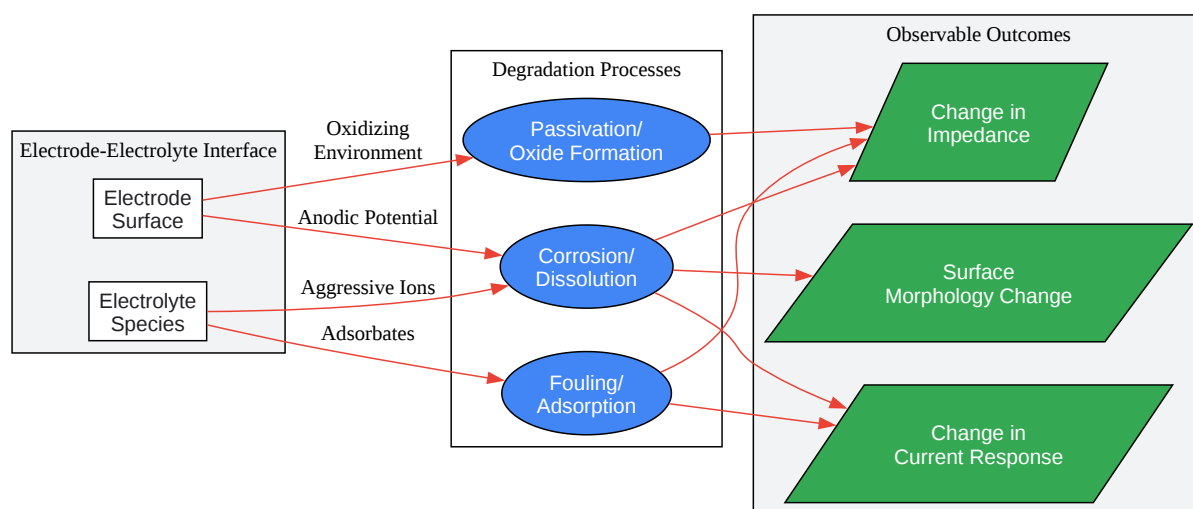 Electrode-Electrolyte Interface
Electrode
Surface
Electrolyte
Species
Oxidizing
Environment
Anodic Potential
Aggressive Ions
Adsorbates
Degradation Processes
Passivation/
Oxide Formation
Corrosion/
Dissolution
Fouling/
Adsorption
Observable Outcomes
Change in
Impedance
Surface
Morphology Change
Change in
Current Response